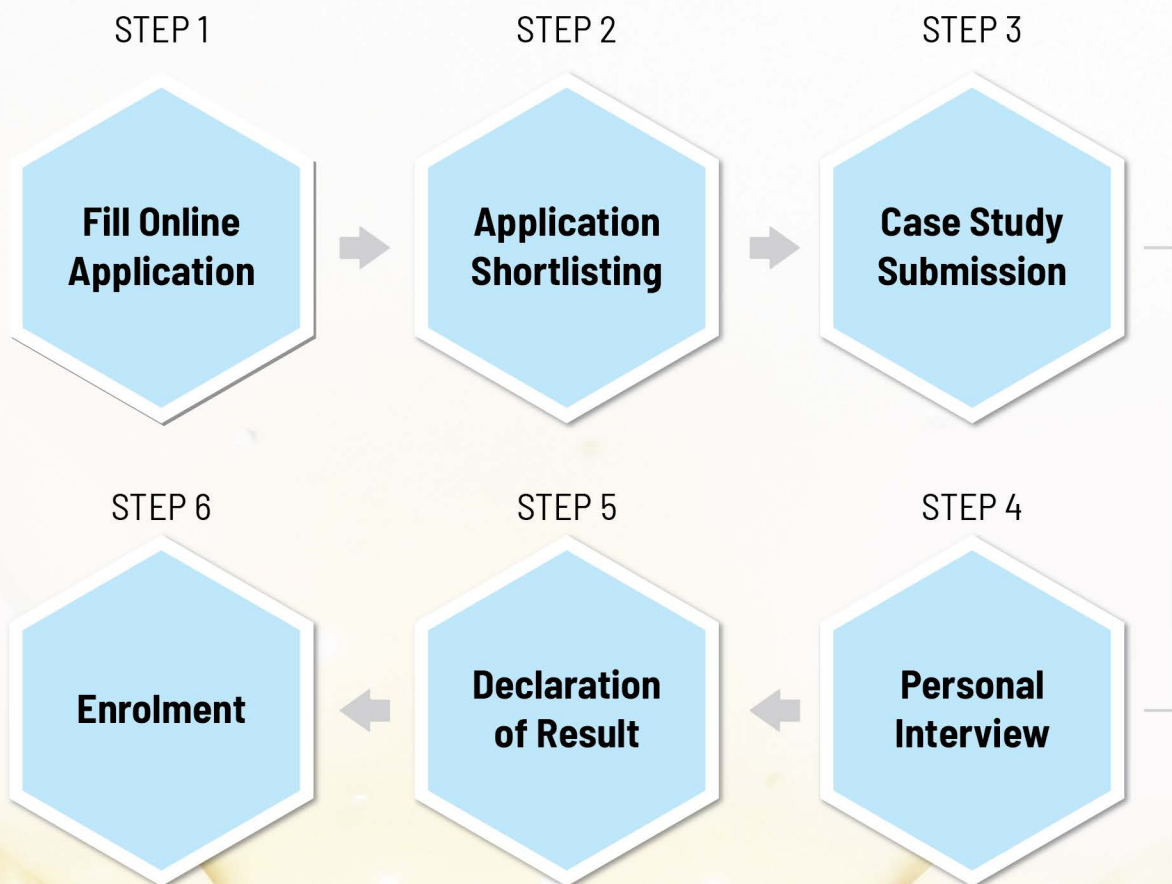 STEP 1
Fill Online
Application
STEP 2
Application
Shortlisting
STEP 3
Case Study
Submission
STEP 4
Personal
Interview
STEP 5
Declaration
of Result
STEP 6
Enrolment